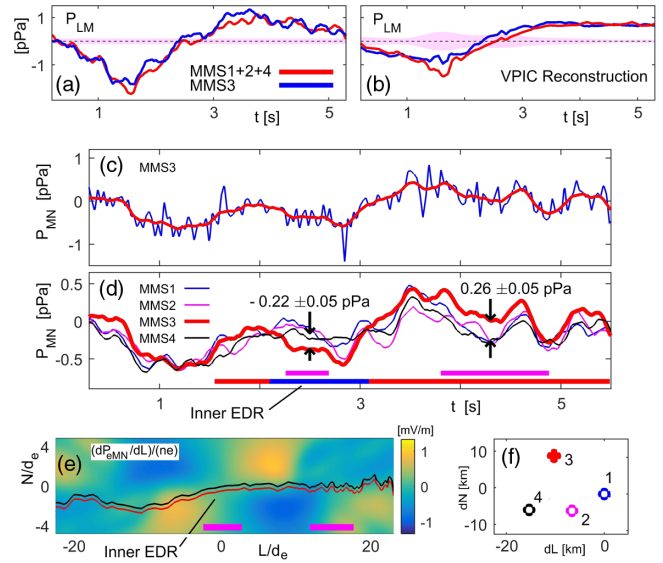 P_LM
P_LM
[pPa]
-1
(a)
MMS1+2+4
MMS3
(b)
VPIC Reconstruction
1 3 5
t [s]
1 3 5
t [s]
(c)
MMS3
P_MN [pPa]
1
0
-1
(d)
MMS1
MMS2
MMS3
MMS4
- 0.22 ±0.05 pPa
0.26 ±0.05 pPa
P_MN [pPa]
0.5
0
-0.5
1 2 3 4 5
t [s]
Inner EDR
(e)
(dP_eMN/dL)/(ne)
N/d_e
4
0
-4
Inner EDR
-20 0 20
L/d_e
[mV/m]
1
0
-1
(f)
dN [km]
10
0
-10
3
1
4
2
-20 -10 0
dL [km]